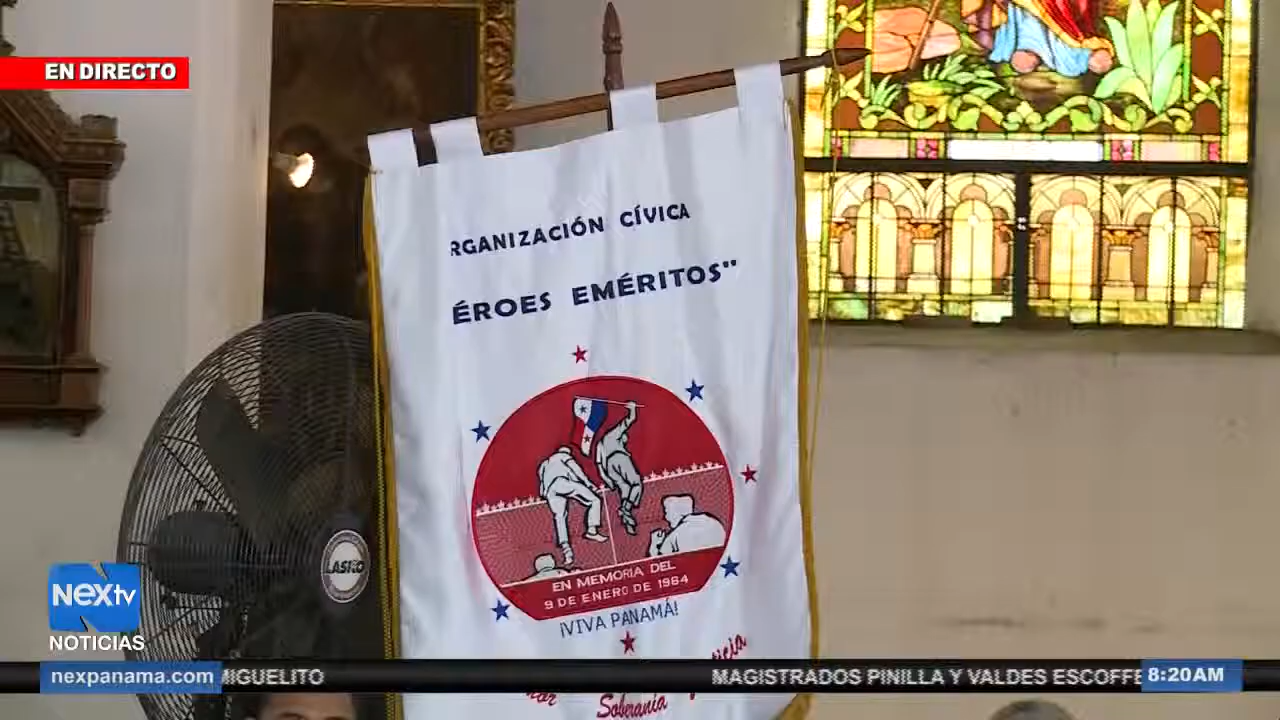 EN DIRECTO
RGANIZACIÓN CÍVICA
ÉROES EMÉRITOS"
EN MEMORIA DEL
9 DE ENERO DE 1964
¡VIVA PANAMÁ!
Soberanía
LASKO
NEXtv
NOTICIAS
nexpanama.com
MIGUELITO
MAGISTRADOS PINILLA Y VALDES ESCOFFE
8:20AM